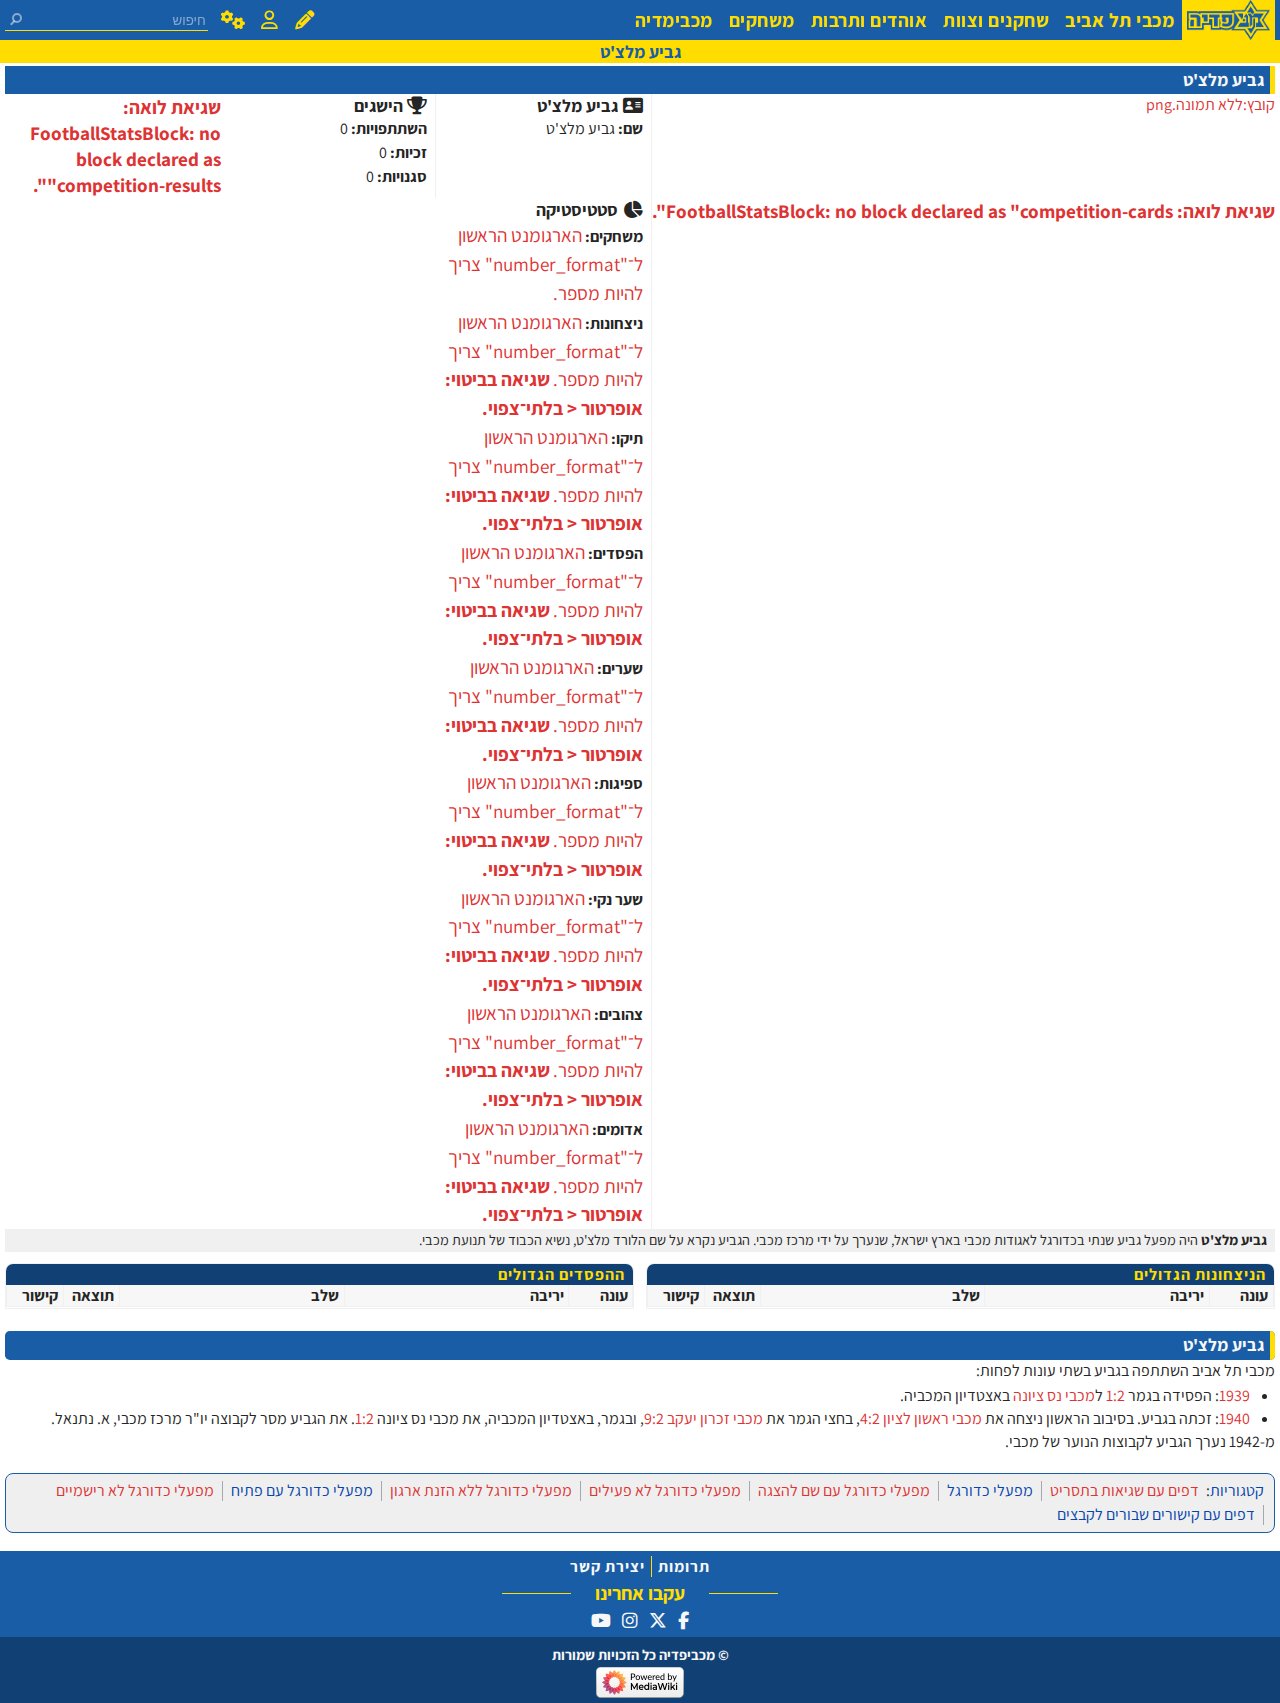 מכביפדיה
מכבי תל אביב
שחקנים וצוות
אוהדים ותרבות
משחקים
מכבימדיה
חיפוש
גביע מלצ'ט
גביע מלצ'ט
קובץ:ללא תמונה.png
גביע מלצ'ט
שם: גביע מלצ'ט
הישגים
השתתפויות: 0
זכיות: 0
סגנויות: 0
שגיאת לואה:
FootballStatsBlock: no
block declared as
"competition-results".
שגיאת לואה: FootballStatsBlock: no block declared as "competition-cards".
סטטיסטיקה
משחקים: הארגומנט הראשון
ל־"number_format" צריך
להיות מספר.
ניצחונות: הארגומנט הראשון
ל־"number_format" צריך
להיות מספר. שגיאה בביטוי:
אופרטור < בלתי־צפוי.
תיקו: הארגומנט הראשון
ל־"number_format" צריך
להיות מספר. שגיאה בביטוי:
אופרטור < בלתי־צפוי.
הפסדים: הארגומנט הראשון
ל־"number_format" צריך
להיות מספר. שגיאה בביטוי:
אופרטור < בלתי־צפוי.
שערים: הארגומנט הראשון
ל־"number_format" צריך
להיות מספר. שגיאה בביטוי:
אופרטור < בלתי־צפוי.
ספיגות: הארגומנט הראשון
ל־"number_format" צריך
להיות מספר. שגיאה בביטוי:
אופרטור < בלתי־צפוי.
שער נקי: הארגומנט הראשון
ל־"number_format" צריך
להיות מספר. שגיאה בביטוי:
אופרטור < בלתי־צפוי.
צהובים: הארגומנט הראשון
ל־"number_format" צריך
להיות מספר. שגיאה בביטוי:
אופרטור < בלתי־צפוי.
אדומים: הארגומנט הראשון
ל־"number_format" צריך
להיות מספר. שגיאה בביטוי:
אופרטור < בלתי־צפוי.
גביע מלצ'ט היה מפעל גביע שנתי בכדורגל לאגודות מכבי בארץ ישראל, שנערך על ידי מרכז מכבי. הגביע נקרא על שם הלורד מלצ'ט, נשיא הכבוד של תנועת מכבי.
הניצחונות הגדולים
עונה יריבה שלב תוצאה קישור
ההפסדים הגדולים
עונה יריבה שלב תוצאה קישור
גביע מלצ'ט
מכבי תל אביב השתתפה בגביע בשתי עונות לפחות:
• 1939: הפסידה בגמר 1:2 למכבי נס ציונה באצטדיון המכביה.
• 1940: זכתה בגביע. בסיבוב הראשון ניצחה את מכבי ראשון לציון 4:2, בחצי הגמר את מכבי זכרון יעקב 9:2, ובגמר, באצטדיון המכביה, את מכבי נס ציונה 1:2. את הגביע מסר לקבוצה יו"ר מרכז מכבי, א. נתנאל.
מ-1942 נערך הגביע לקבוצות הנוער של מכבי.
קטגוריות: דפים עם שגיאות בתסריט | מפעלי כדורגל | מפעלי כדורגל עם שם להצגה | מפעלי כדורגל לא פעילים | מפעלי כדורגל ללא הזנת ארגון | מפעלי כדורגל עם פתיח | מפעלי כדורגל לא רישמיים
| דפים עם קישורים שבורים לקבצים
תרומות | יצירת קשר
עקבו אחרינו
© מכביפדיה כל הזכויות שמורות
Powered by
MediaWiki